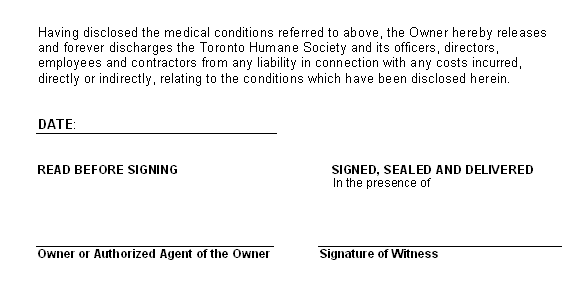 Having disclosed the medical conditions referred to above, the Owner hereby releases
and forever discharges the Toronto Humane Society and its officers, directors,
employees and contractors from any liability in connection with any costs incurred,
directly or indirectly, relating to the conditions which have been disclosed herein.
DATE:
READ BEFORE SIGNING
SIGNED, SEALED AND DELIVERED
In the presence of
Owner or Authorized Agent of the Owner
Signature of Witness